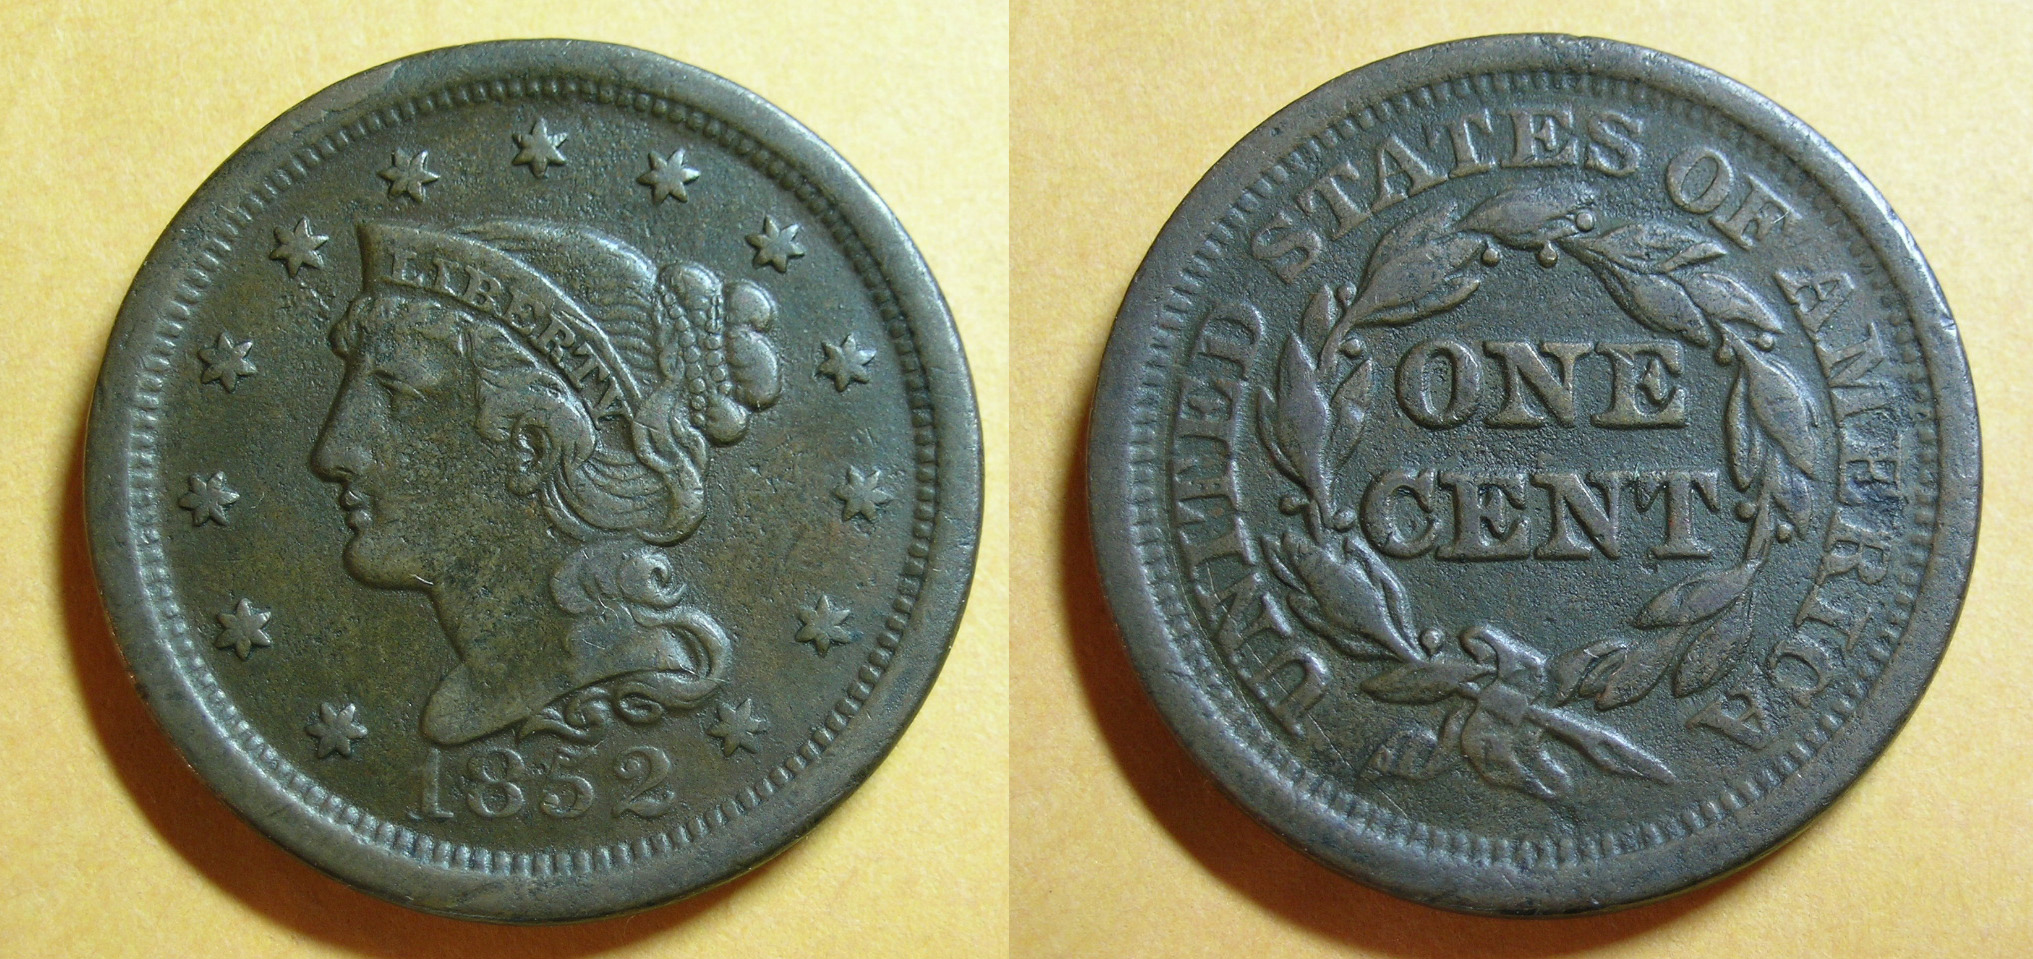 LIBERTY
1852
UNITED STATES OF AMERICA
ONE
CENT